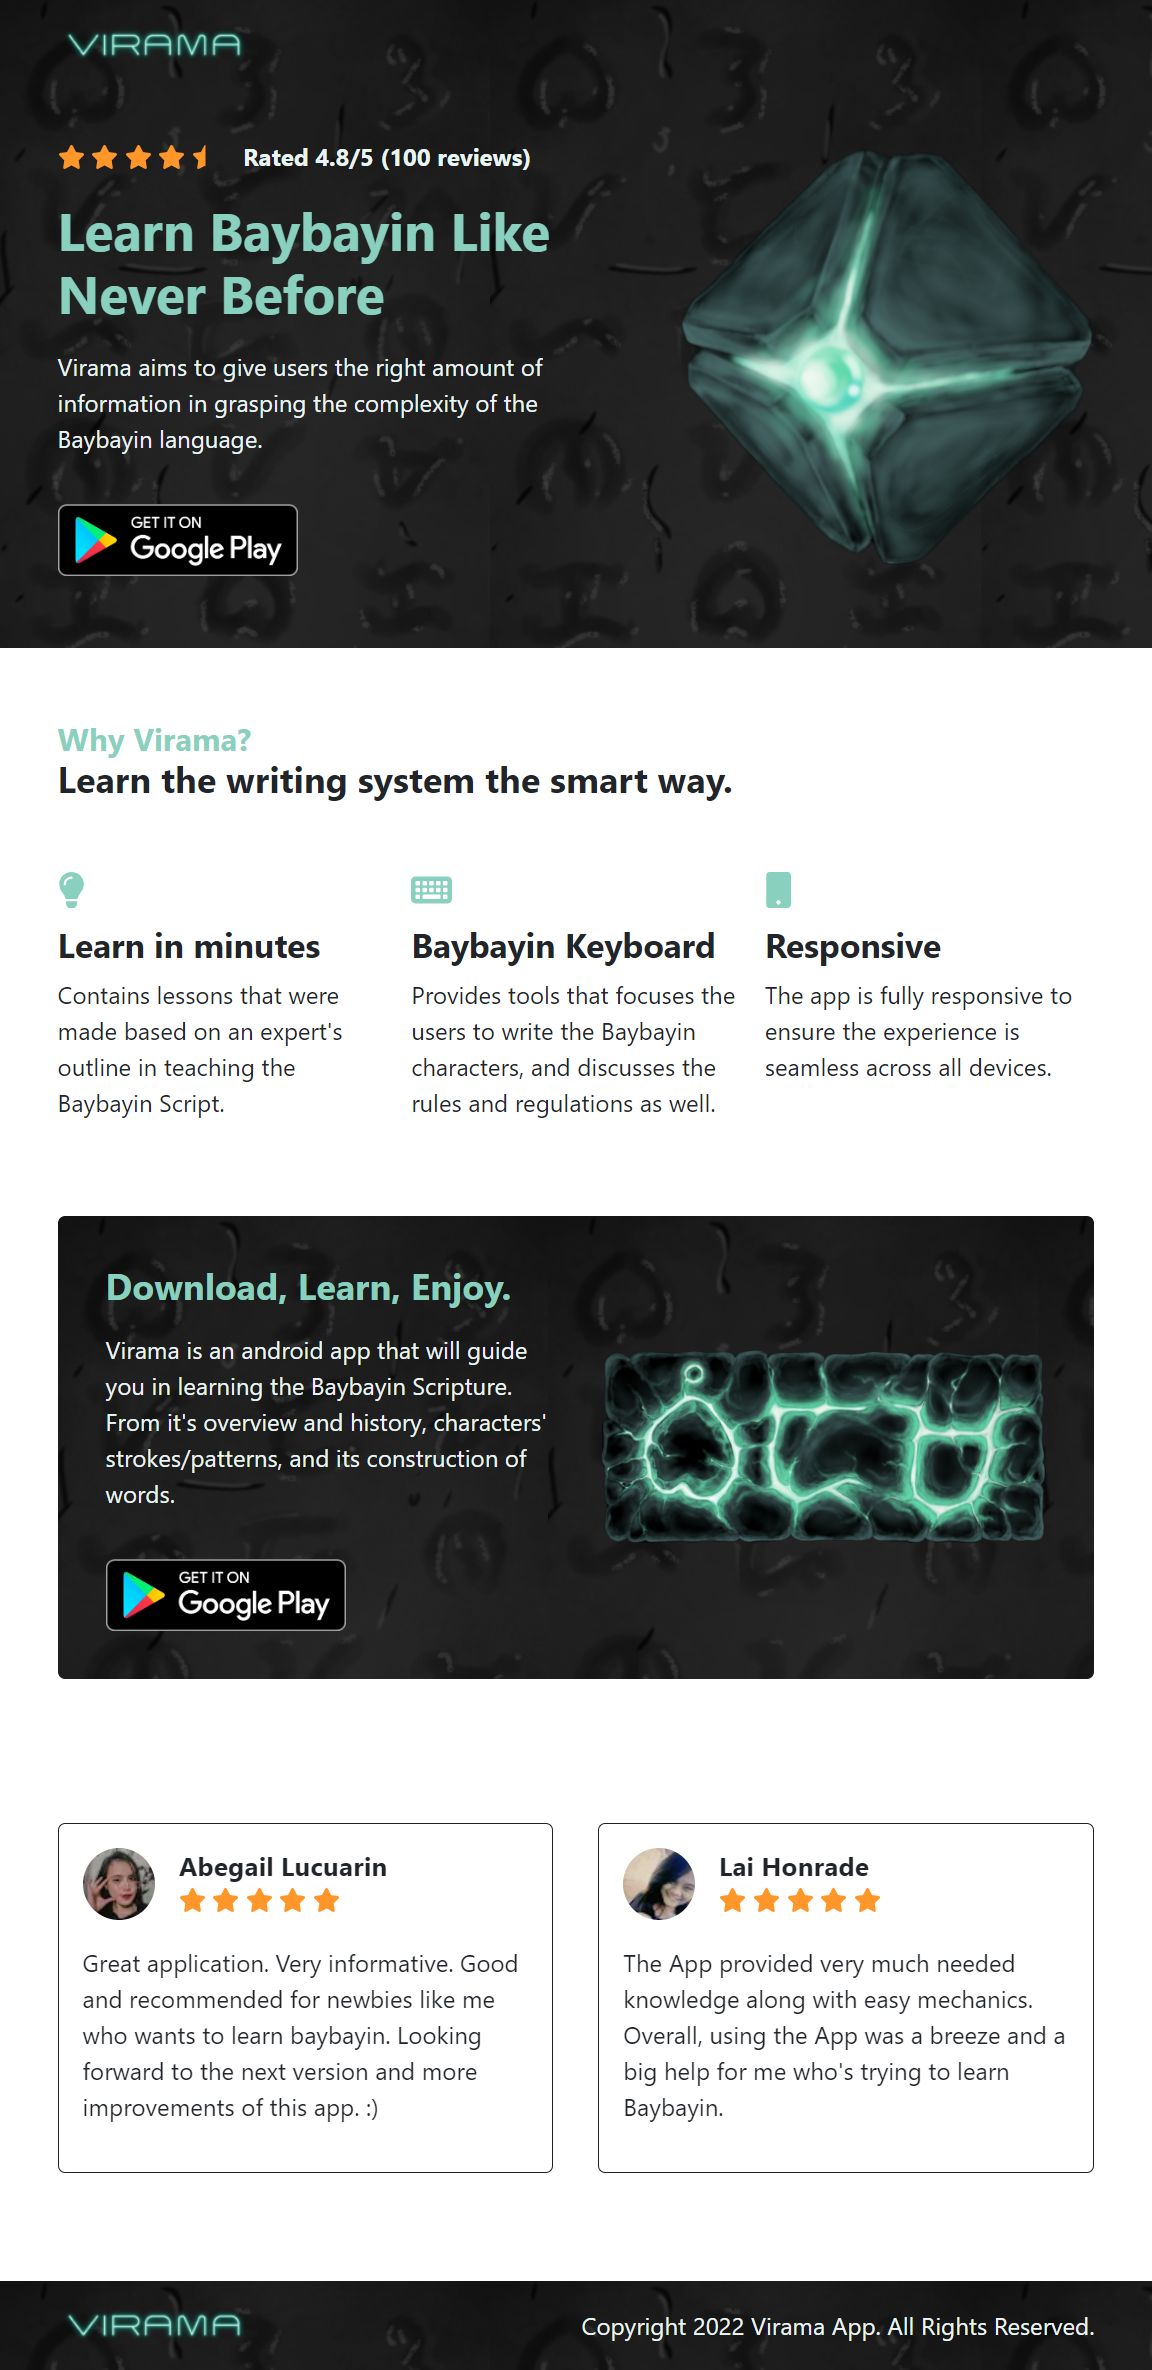 VIRAMA
Rated 4.8/5 (100 reviews)
Learn Baybayin Like
Never Before
Virama aims to give users the right amount of
information in grasping the complexity of the
Baybayin language.
GET IT ON
Google Play
Why Virama?
Learn the writing system the smart way.
Learn in minutes
Contains lessons that were
made based on an expert's
outline in teaching the
Baybayin Script.
Baybayin Keyboard
Provides tools that focuses the
users to write the Baybayin
characters, and discusses the
rules and regulations as well.
Responsive
The app is fully responsive to
ensure the experience is
seamless across all devices.
Download, Learn, Enjoy.
Virama is an android app that will guide
you in learning the Baybayin Scripture.
From it's overview and history, characters'
strokes/patterns, and its construction of
words.
GET IT ON
Google Play
Abegail Lucuarin
Great application. Very informative. Good
and recommended for newbies like me
who wants to learn baybayin. Looking
forward to the next version and more
improvements of this app. :)
Lai Honrade
The App provided very much needed
knowledge along with easy mechanics.
Overall, using the App was a breeze and a
big help for me who's trying to learn
Baybayin.
VIRAMA
Copyright 2022 Virama App. All Rights Reserved.